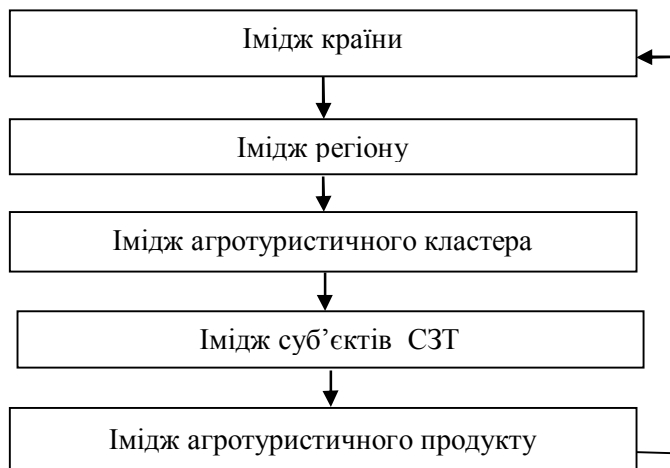 Імідж країни
Імідж регіону
Імідж агротуристичного кластера
Імідж суб’єктів СЗТ
Імідж агротуристичного продукту